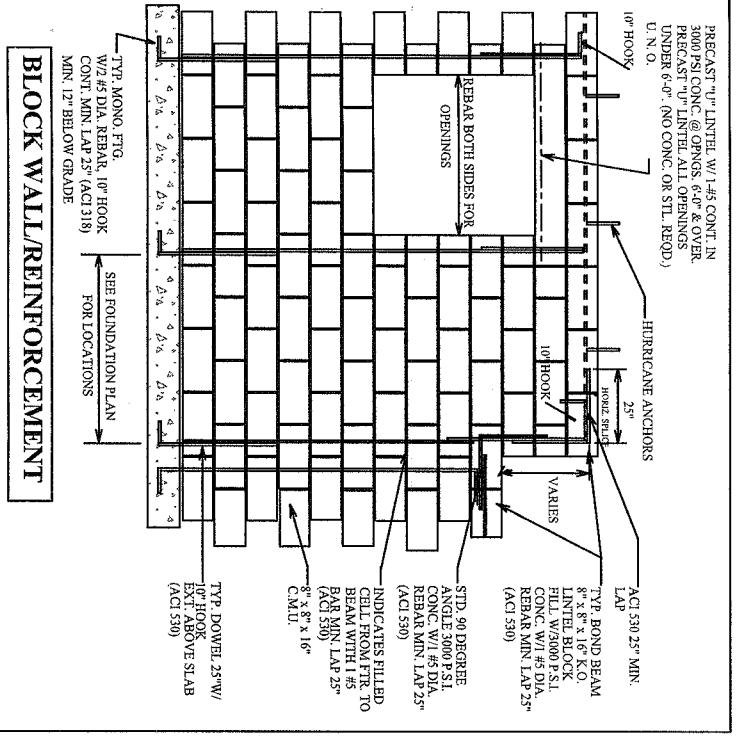 PRECAST "U" LINTEL W/ 1-#5 CONT. IN
3000 PSI CONC. @ OPNGS. 6'-0" & OVER.
PRECAST "U" LINTEL ALL OPENINGS
UNDER 6'-0". (NO CONC. OR STL. REQD.)
U. N. O.
10" HOOK
HURRICANE ANCHORS
25"
HORIZ. SPLICE
10" HOOK
ACI 530 25" MIN.
LAP
VARIES
TYP. BOND BEAM
8" x 8" x 16" K.O.
LINTEL BLOCK
FILL W/3000 P.S.I.
CONC. W/1 #5 DIA.
REBAR MIN. LAP 25"
(ACI 530)
REBAR BOTH SIDES FOR
OPENINGS
STD. 90 DEGREE
ANGLE 3000 P.S.I.
CONC. W/1 #5 DIA.
REBAR MIN. LAP 25"
(ACI 530)
INDICATES FILLED
CELL FROM FTR. TO
BEAM WITH 1 #5
BAR MIN. LAP 25"
(ACI 530)
8" x 8" x 16"
C.M.U.
TYP. DOWEL 25"W/
10" HOOK
EXT. ABOVE SLAB
(ACI 530)
TYP. MONO. FTG.
W/2 #5 DIA. REBAR, 10" HOOK
CONT. MIN. LAP 25" (ACI 318)
MIN. 12" BELOW GRADE
SEE FOUNDATION PLAN
FOR LOCATIONS
BLOCK WALL/REINFORCEMENT